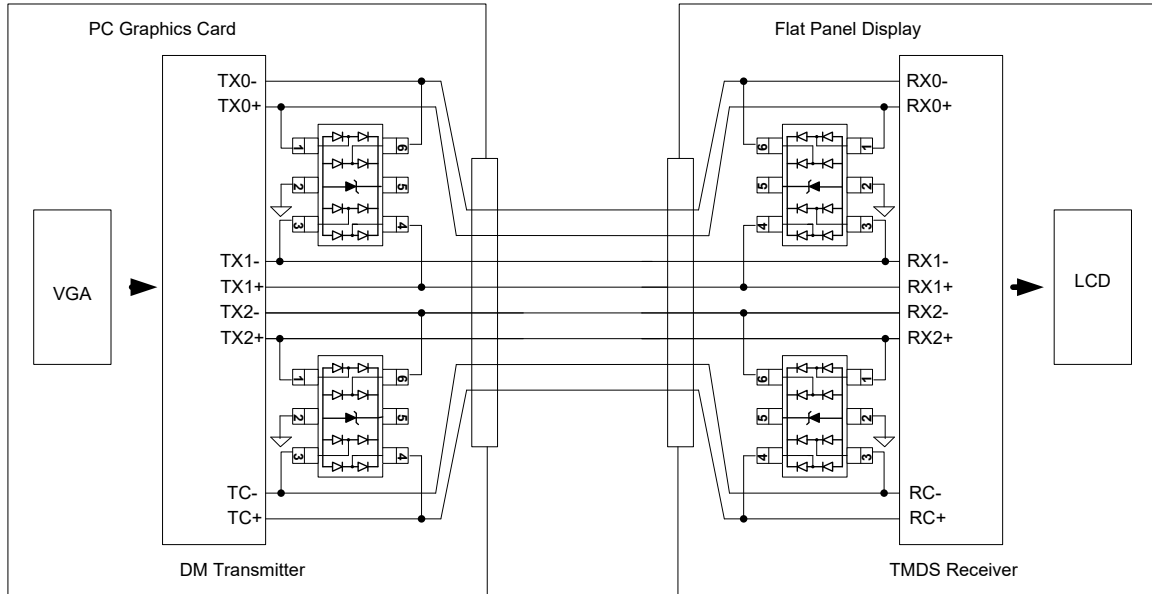 PC Graphics Card
Flat Panel Display
TX0-
TX0+
RX0-
RX0+
1
6
2
5
3
4
6
1
5
2
4
3
TX1-
TX1+
TX2-
TX2+
RX1-
RX1+
RX2-
RX2+
VGA
LCD
1
6
2
5
3
4
6
1
5
2
4
3
TC-
TC+
RC-
RC+
DM Transmitter
TMDS Receiver